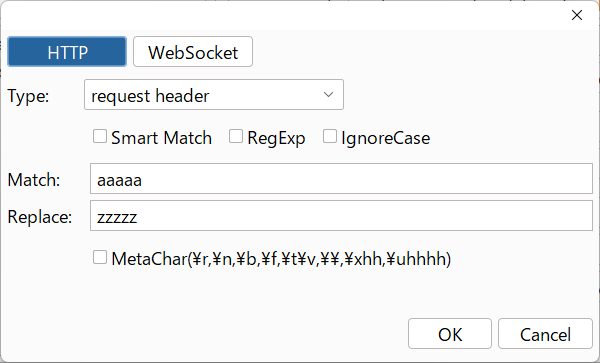 HTTP WebSocket
Type: request header
Smart Match RegExp IgnoreCase
Match: aaaaa
Replace: zzzzz
MetaChar(¥r,¥n,¥b,¥f,¥t¥v,¥¥,¥xhh,¥uhhhh)
OK Cancel